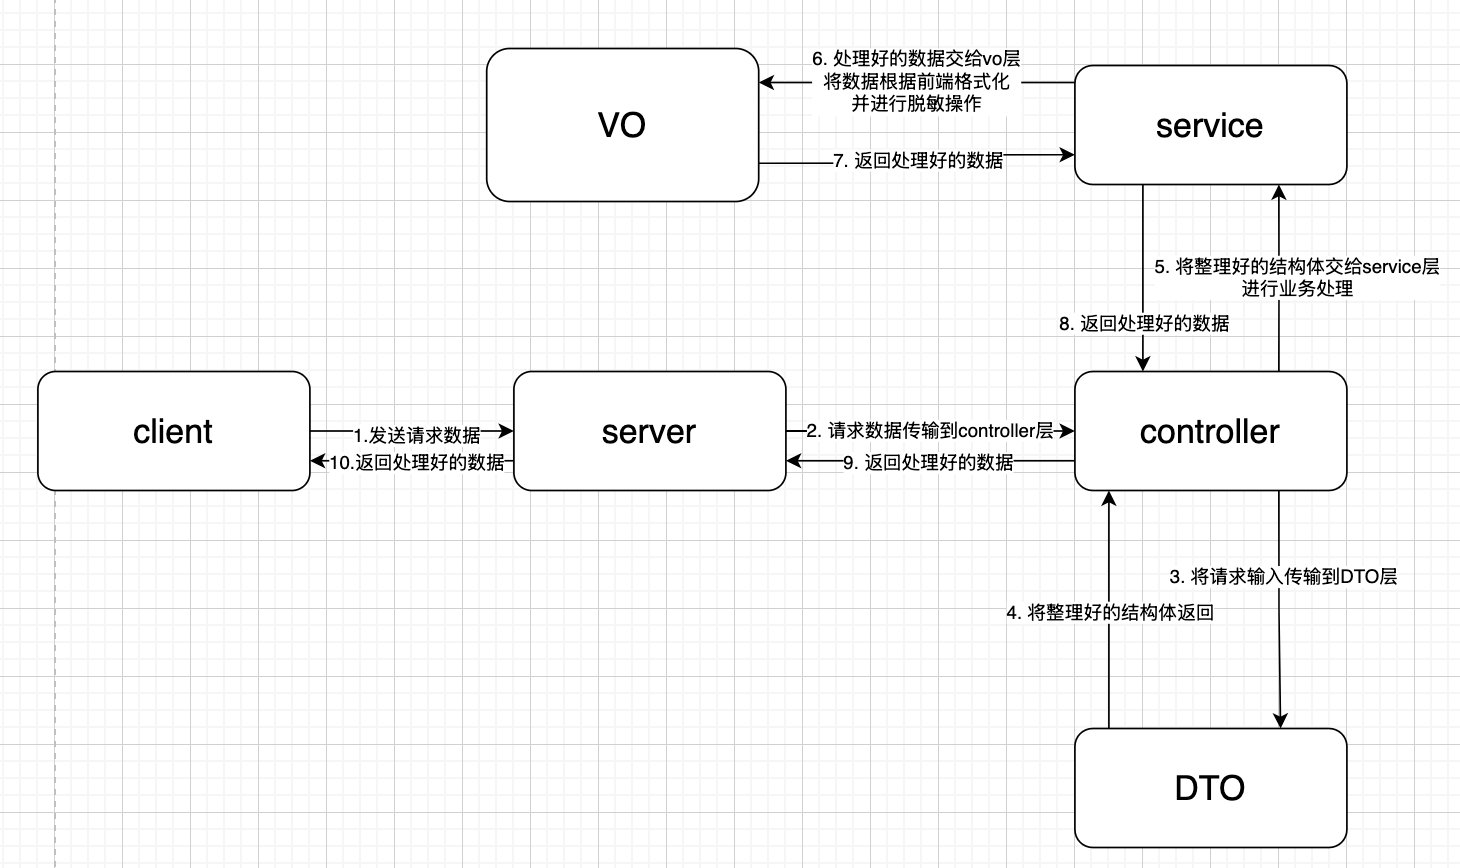 6. 处理好的数据交给vo层
将数据根据前端格式化
并进行脱敏操作
VO
service
7. 返回处理好的数据
5. 将整理好的结构体交给service层
进行业务处理
8. 返回处理好的数据
client
1.发送请求数据
server
2. 请求数据传输到controller层
controller
10.返回处理好的数据
9. 返回处理好的数据
3. 将请求输入传输到DTO层
4. 将整理好的结构体返回
DTO